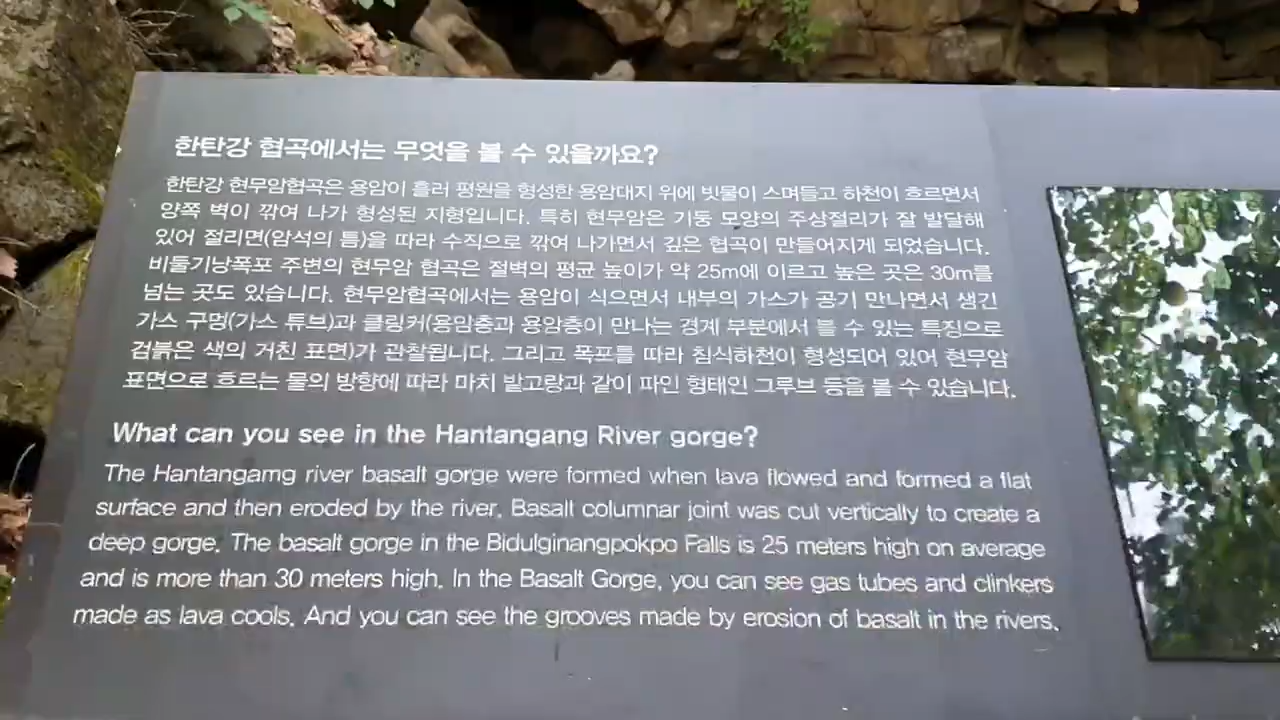 한탄강 협곡에서는 무엇을 볼 수 있을까요?
한탄강 현무암협곡은 용암이 흘러 평원을 형성한 용암대지 위에 빗물이 스며들고 하천이 흐르면서
양쪽 벽이 깎여 나가 형성된 지형입니다. 특히 현무암은 기둥 모양의 주상절리가 잘 발달해
있어 절리면(암석의 틈)을 따라 수직으로 깎여 나가면서 깊은 협곡이 만들어지게 되었습니다.
비둘기낭폭포 주변의 현무암 협곡은 절벽의 평균 높이가 약 25m에 이르고 높은 곳은 30m를
넘는 곳도 있습니다. 현무암협곡에서는 용암이 식으면서 내부의 가스가 공기 만나면서 생긴
가스 구멍(가스 튜브)과 클링커(용암층과 용암층이 만나는 경계 부분에서 볼 수 있는 특징으로
검붉은 색의 거친 표면)가 관찰됩니다. 그리고 폭포를 따라 침식하천이 형성되어 있어 현무암
표면으로 흐르는 물의 방향에 따라 마치 밭고랑과 같이 파인 형태인 그루브 등을 볼 수 있습니다.
What can you see in the Hantangang River gorge?
The Hantangarng river basalt gorge were formed when lava flowed and formed a flat
surface and then eroded by the river. Basalt columnar joint was cut vertically to create a
deep gorge. The basalt gorge in the Bidulginangpokpo Falls is 25 meters high on average
and is more than 30 meters high. In the Basalt Gorge, you can see gas tubes and clinkers
made as lava cools. And you can see the grooves made by erosion of basalt in the rivers.